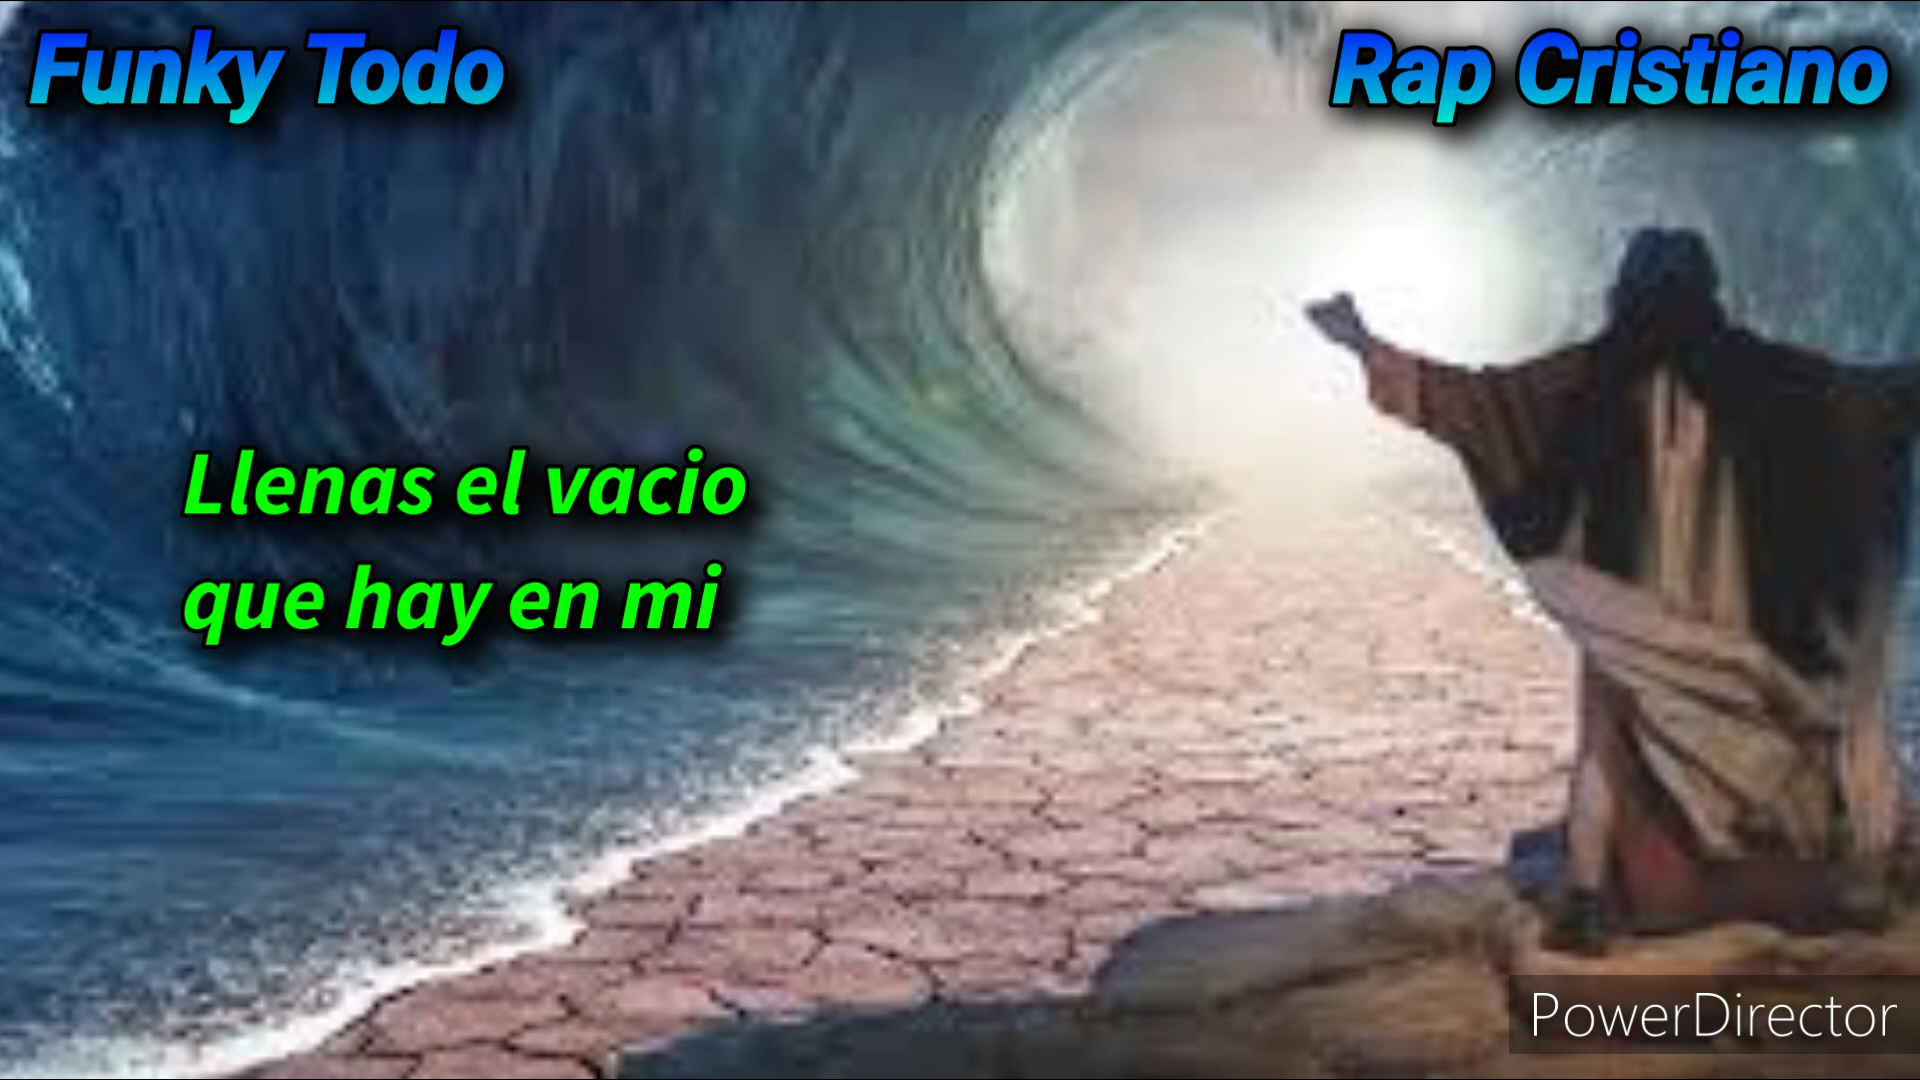 Funky Todo
Rap Cristiano
Llenas el vacio
que hay en mi
PowerDirector